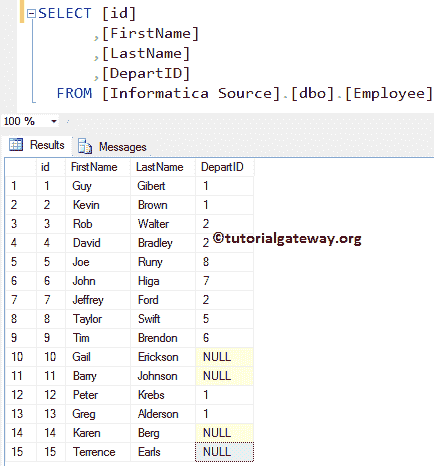 SELECT [id]
,[FirstName]
,[LastName]
,[DepartID]
FROM [Informatica Source].[dbo].[Employee]
100 %
Results Messages
id FirstName LastName DepartID
1 1 Guy Gibert 1
2 2 Kevin Brown 1
3 3 Rob Walter 2
4 4 David Bradley 2
©tutorialgateway.org
5 5 Joe Runy 8
6 6 John Higa 7
7 7 Jeffrey Ford 2
8 8 Taylor Swift 5
9 9 Tim Brendon 6
10 10 Gail Erickson NULL
11 11 Barry Johnson NULL
12 12 Peter Krebs 1
13 13 Greg Alderson 1
14 14 Karen Berg NULL
15 15 Terrence Earls NULL